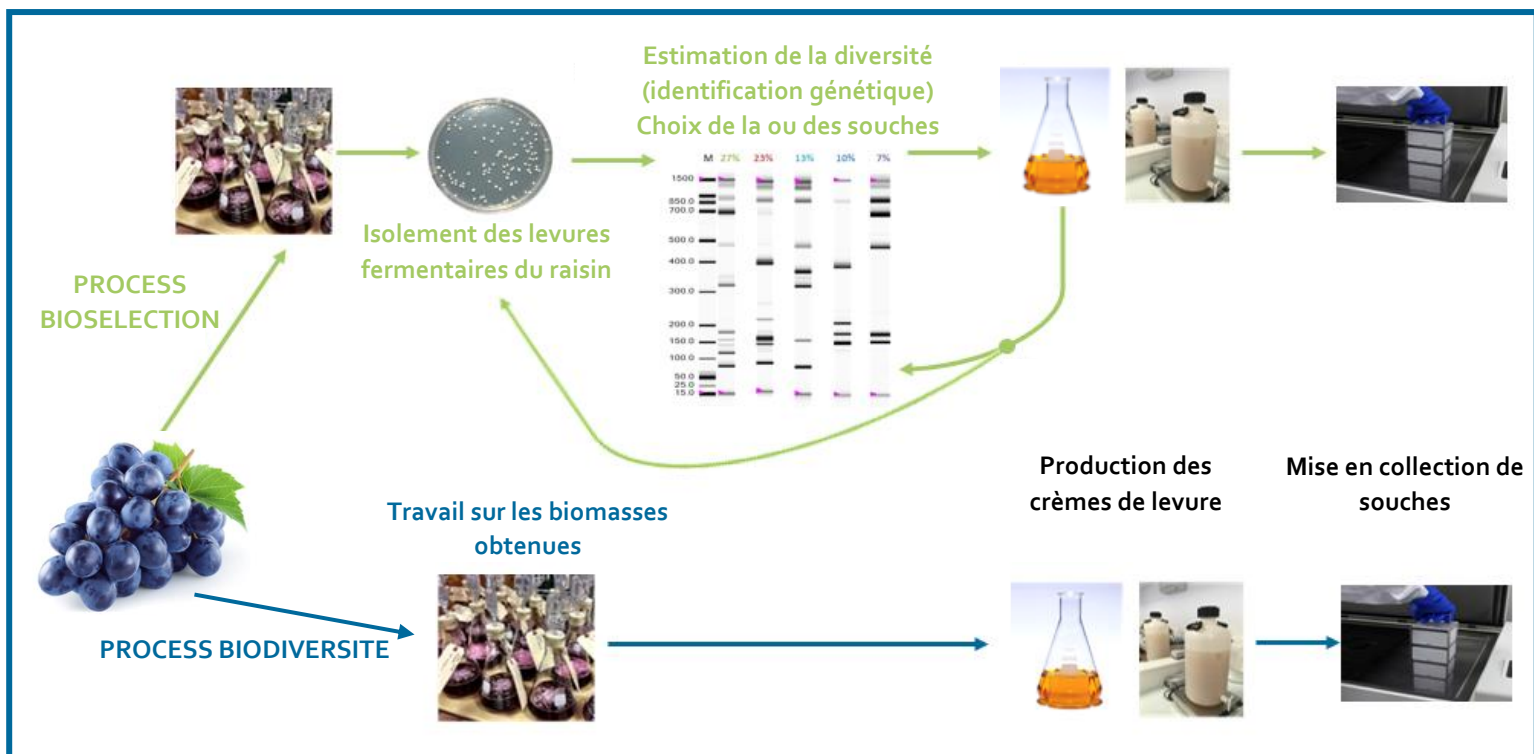 Estimation de la diversité
(identification génétique)
Choix de la ou des souches
M 27% 23% 13% 10% 7%
1500
850.0
700.0
500.0
400.0
300.0
200.0
150.0
100.0
50.0
25.0
15.0
Isolement des levures
fermentaires du raisin
PROCESS
BIOSELECTION
Production des
crèmes de levure
Mise en collection de
souches
Travail sur les biomasses
obtenues
PROCESS BIODIVERSITE